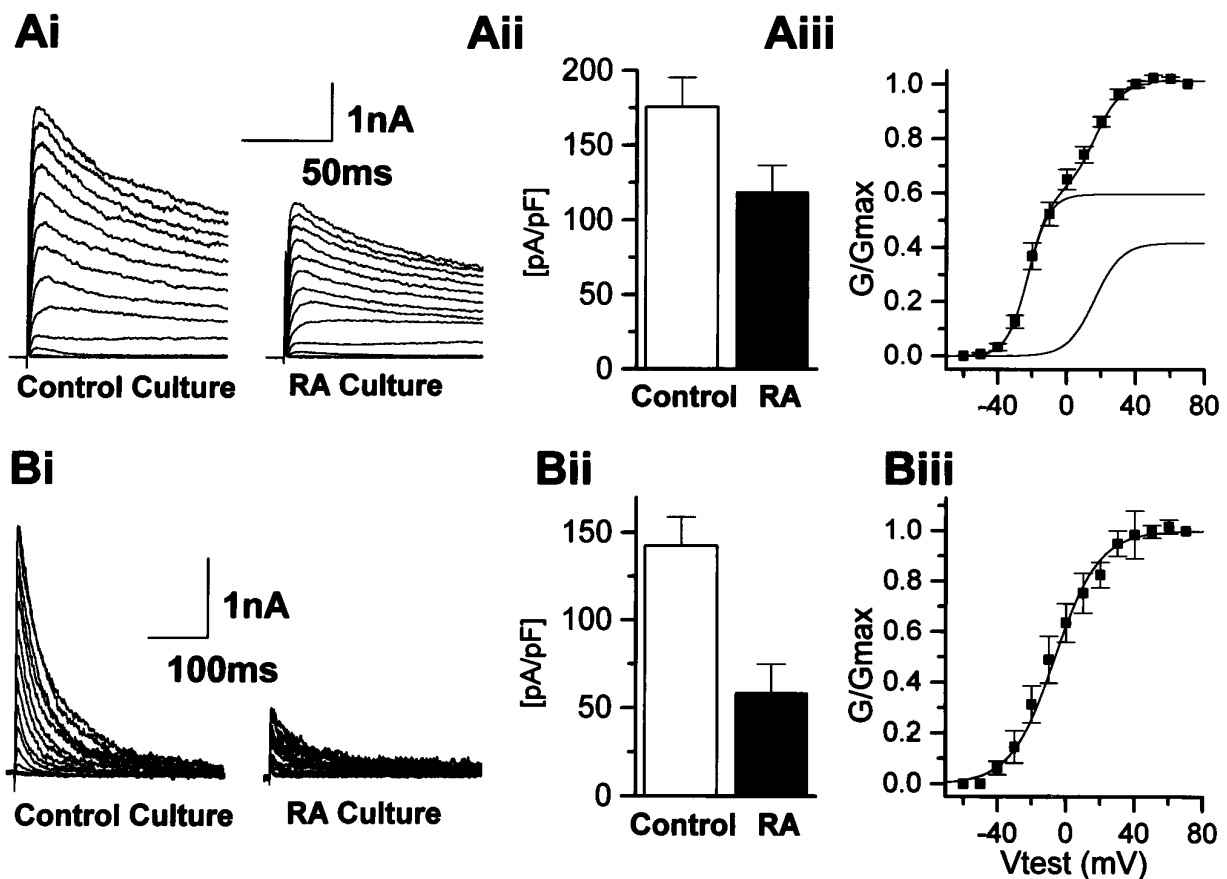 Ai
Aii
Aiii
1nA
50ms
Control Culture
RA Culture
[pA/pF]
200
150
100
50
0
Control
RA
G/Gmax
1.0
0.8
0.6
0.4
0.2
0.0
-40
0
40
80
Bi
Bii
Biii
1nA
100ms
Control Culture
RA Culture
[pA/pF]
150
100
50
0
Control
RA
G/Gmax
1.0
0.8
0.6
0.4
0.2
0.0
-40
0
40
80
Vtest (mV)